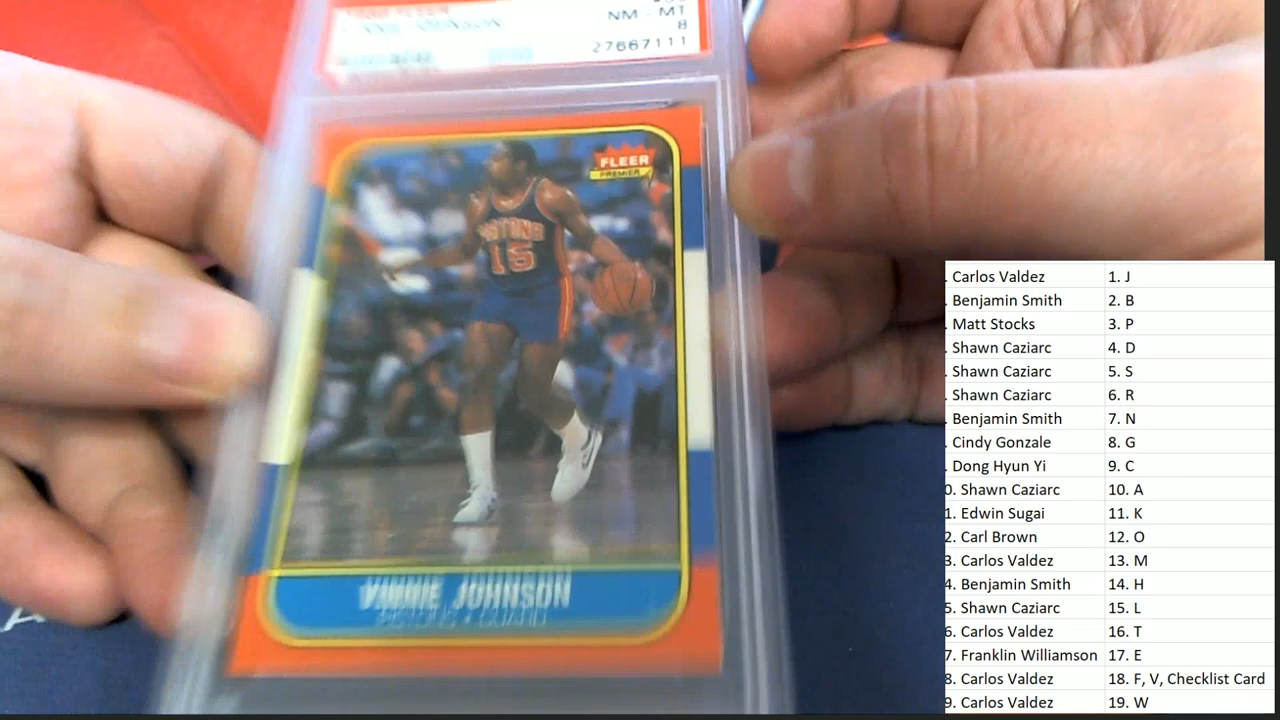 NM - MT
8
27667111
FLEER
PREMIER
PISTONS
15
VINNIE JOHNSON
PISTONS • GUARD
. Carlos Valdez 1. J
. Benjamin Smith 2. B
. Matt Stocks 3. P
. Shawn Caziarc 4. D
. Shawn Caziarc 5. S
. Shawn Caziarc 6. R
. Benjamin Smith 7. N
. Cindy Gonzale 8. G
. Dong Hyun Yi 9. C
0. Shawn Caziarc 10. A
1. Edwin Sugai 11. K
2. Carl Brown 12. O
3. Carlos Valdez 13. M
4. Benjamin Smith 14. H
5. Shawn Caziarc 15. L
6. Carlos Valdez 16. T
7. Franklin Williamson 17. E
8. Carlos Valdez 18. F, V, Checklist Card
9. Carlos Valdez 19. W